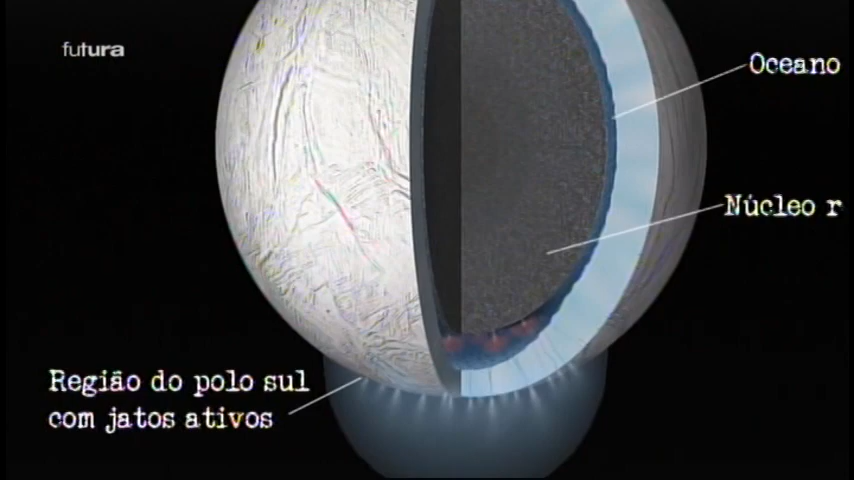 futura
Oceano
Núcleo r
Região do polo sul
com jatos ativos